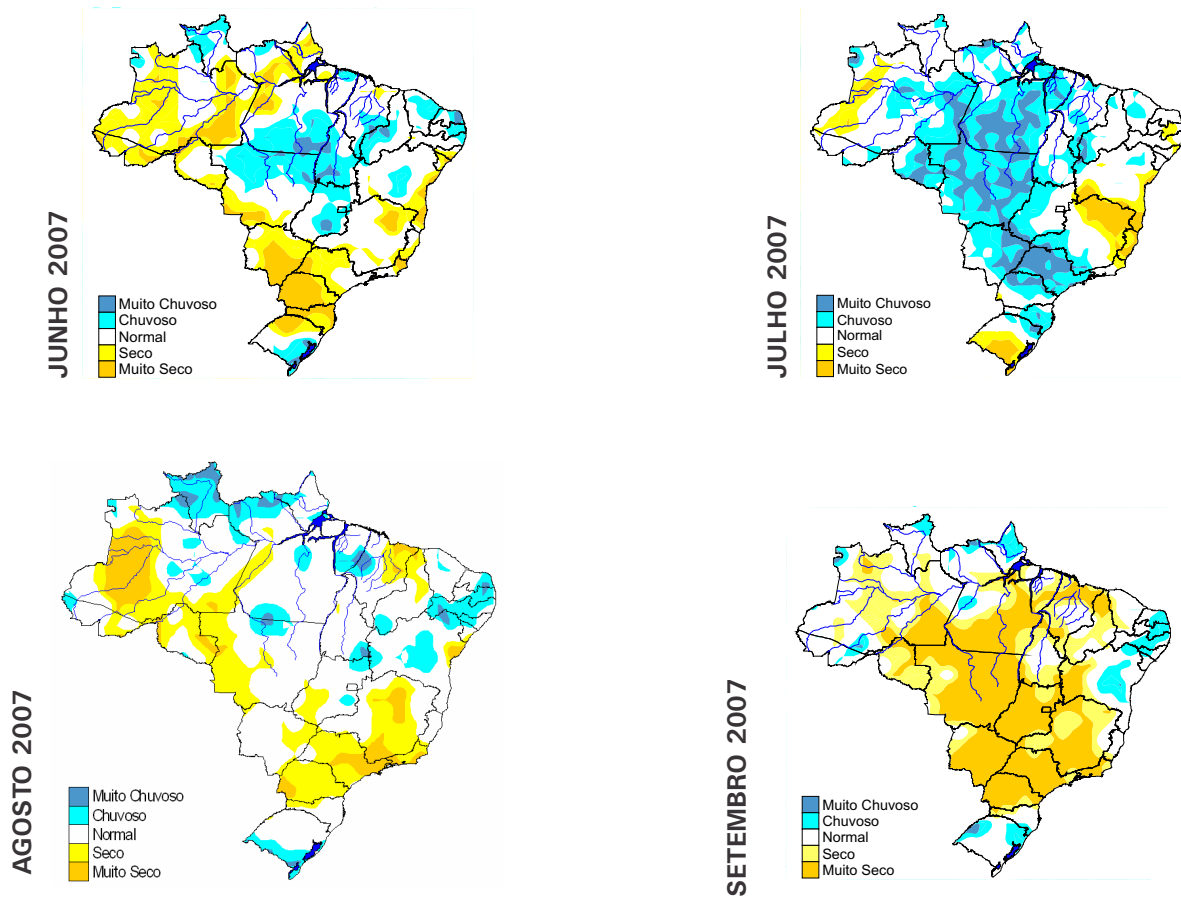 JUNHO 2007
Muito Chuvoso
Chuvoso
Normal
Seco
Muito Seco
JULHO 2007
Muito Chuvoso
Chuvoso
Normal
Seco
Muito Seco
AGOSTO 2007
Muito Chuvoso
Chuvoso
Normal
Seco
Muito Seco
SETEMBRO 2007
Muito Chuvoso
Chuvoso
Normal
Seco
Muito Seco